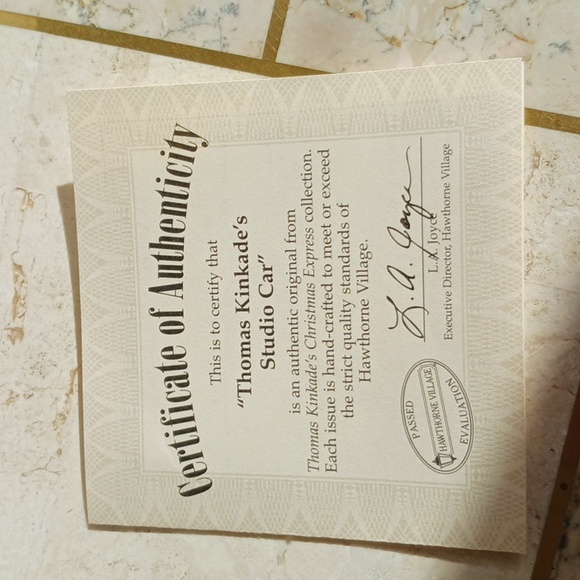 Certificate of Authenticity
This is to certify that
"Thomas Kinkade's
Studio Car"
is an authentic original from
Thomas Kinkade's Christmas Express collection.
Each issue is hand-crafted to meet or exceed
the strict quality standards of
Hawthorne Village.
PASSED
HAWTHORNE VILLAGE
EVALUATION
L. A. Joyce
L.A. Joyce
Executive Director, Hawthorne Village